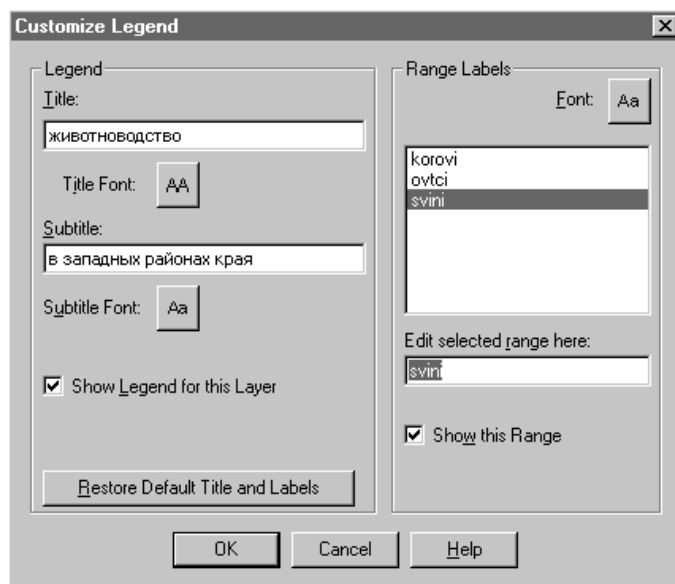 Customize Legend
Legend
Title:
животноводство
Title Font: AA
Subtitle:
в западных районах края
Subtitle Font: Aa
Show Legend for this Layer
Restore Default Title and Labels
Range Labels
Font: Aa
korovi
ovtci
svini
Edit selected range here:
svini
Show this Range
OK Cancel Help